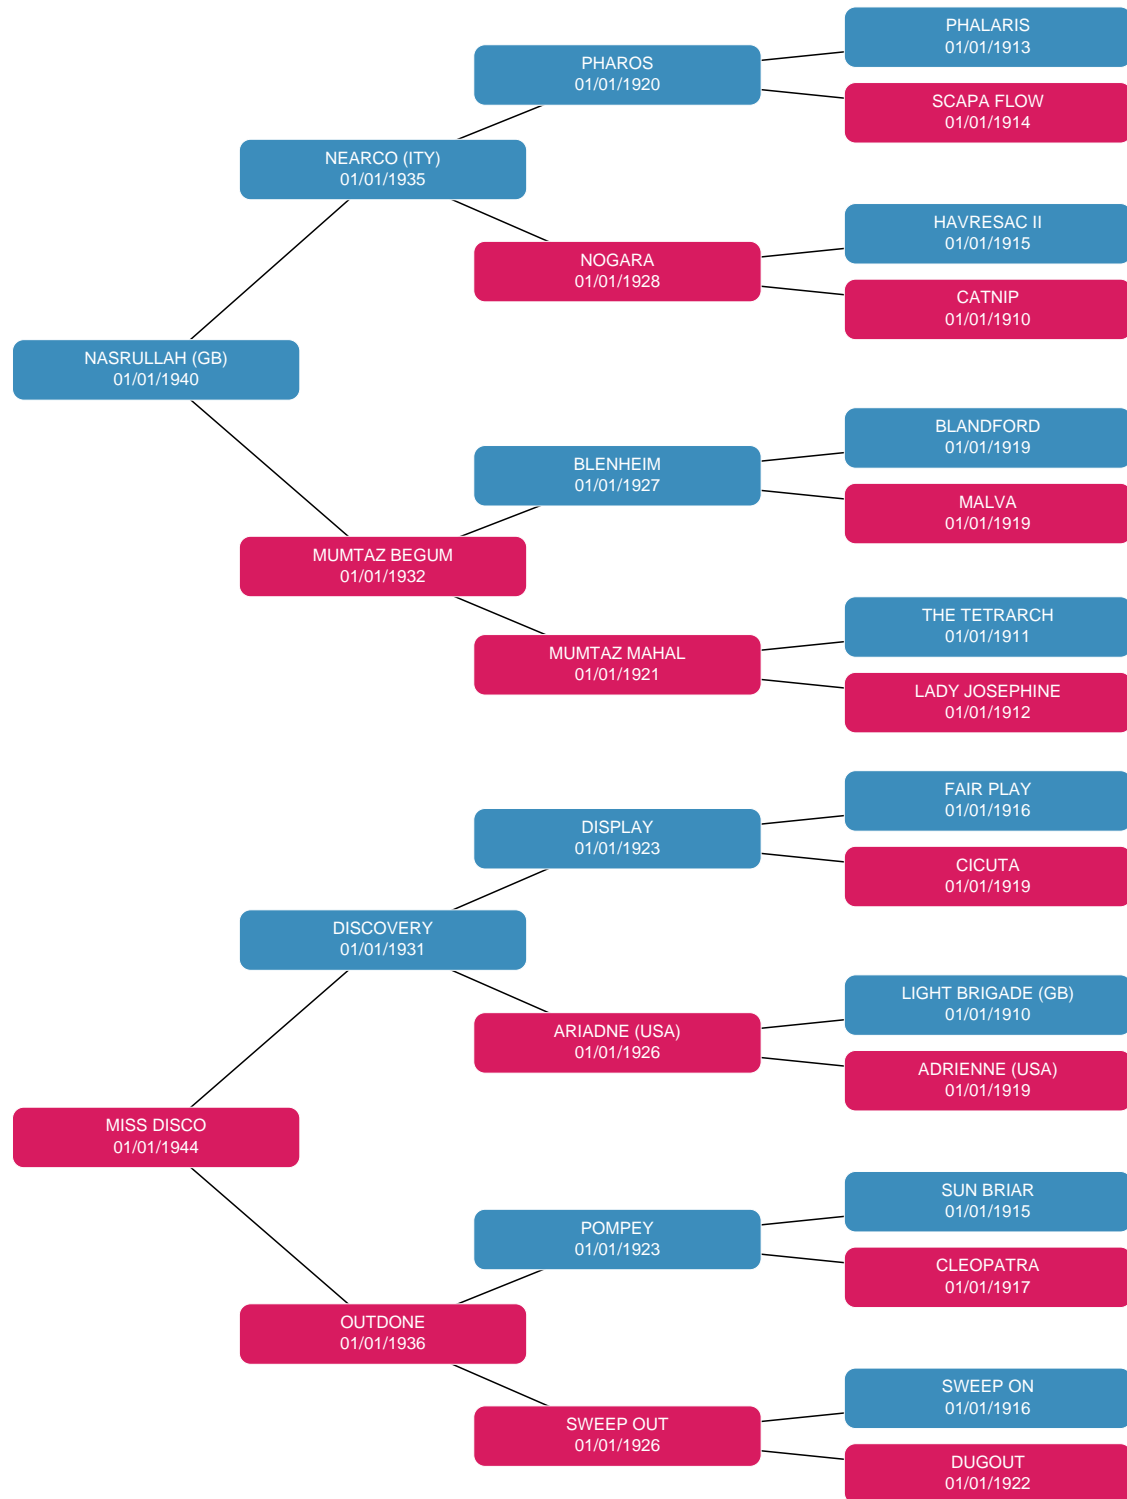 PHALARIS
01/01/1913
PHAROS
01/01/1920
SCAPA FLOW
01/01/1914
NEARCO (ITY)
01/01/1935
HAVRESAC II
01/01/1915
NOGARA
01/01/1928
CATNIP
01/01/1910
NASRULLAH (GB)
01/01/1940
BLANDFORD
01/01/1919
BLENHEIM
01/01/1927
MALVA
01/01/1919
MUMTAZ BEGUM
01/01/1932
THE TETRARCH
01/01/1911
MUMTAZ MAHAL
01/01/1921
LADY JOSEPHINE
01/01/1912
FAIR PLAY
01/01/1916
DISPLAY
01/01/1923
CICUTA
01/01/1919
DISCOVERY
01/01/1931
LIGHT BRIGADE (GB)
01/01/1910
ARIADNE (USA)
01/01/1926
ADRIENNE (USA)
01/01/1919
MISS DISCO
01/01/1944
SUN BRIAR
01/01/1915
POMPEY
01/01/1923
CLEOPATRA
01/01/1917
OUTDONE
01/01/1936
SWEEP ON
01/01/1916
SWEEP OUT
01/01/1926
DUGOUT
01/01/1922